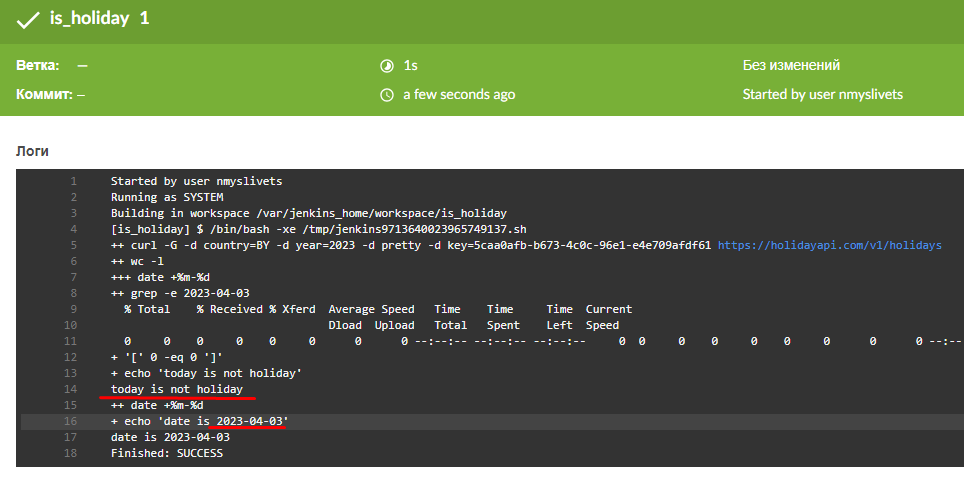 is_holiday 1
Ветка: — 1s Без изменений
Коммит: – a few seconds ago Started by user nmyslivets
Логи
1 Started by user nmyslivets
2 Running as SYSTEM
3 Building in workspace /var/jenkins_home/workspace/is_holiday
4 [is_holiday] $ /bin/bash -xe /tmp/jenkins9713640023965749137.sh
5 ++ curl -G -d country=BY -d year=2023 -d pretty -d key=5caa0afb-b673-4c0c-96e1-e4e709afdf61 https://holidayapi.com/v1/holidays
6 ++ wc -l
7 +++ date +%m-%d
8 ++ grep -e 2023-04-03
9 % Total % Received % Xferd Average Speed Time Time Time Current
10 Dload Upload Total Spent Left Speed
11 0 0 0 0 0 0 0 0 --:--:-- --:--:-- --:--:-- 0 0 0 0 0 0 0 0 0 --:--
12 + '[' 0 -eq 0 ']'
13 + echo 'today is not holiday'
14 today is not holiday
15 ++ date +%m-%d
16 + echo 'date is 2023-04-03'
17 date is 2023-04-03
18 Finished: SUCCESS